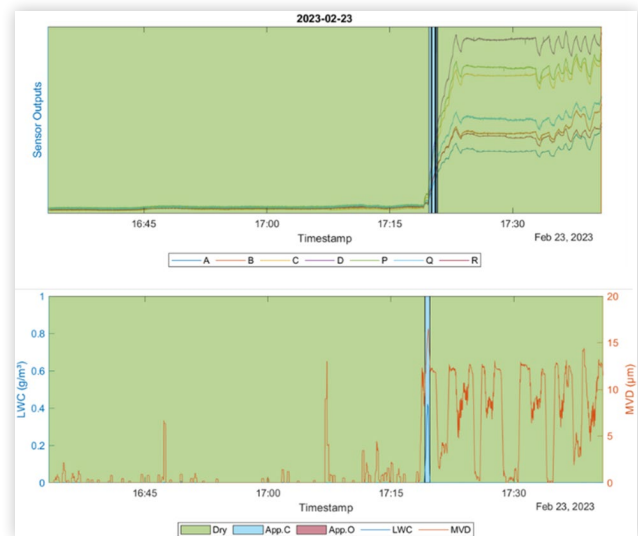 2023-02-23
Sensor Outputs
16:45 17:00 17:15 17:30
Timestamp
Feb 23, 2023
A B C D P Q R
1 20
0.8
15
0.6
LWC (g/m³) 10 MVD (μm)
0.4
5
0.2
0 0
16:45 17:00 17:15 17:30
Timestamp
Feb 23, 2023
Dry App.C App.O LWC MVD